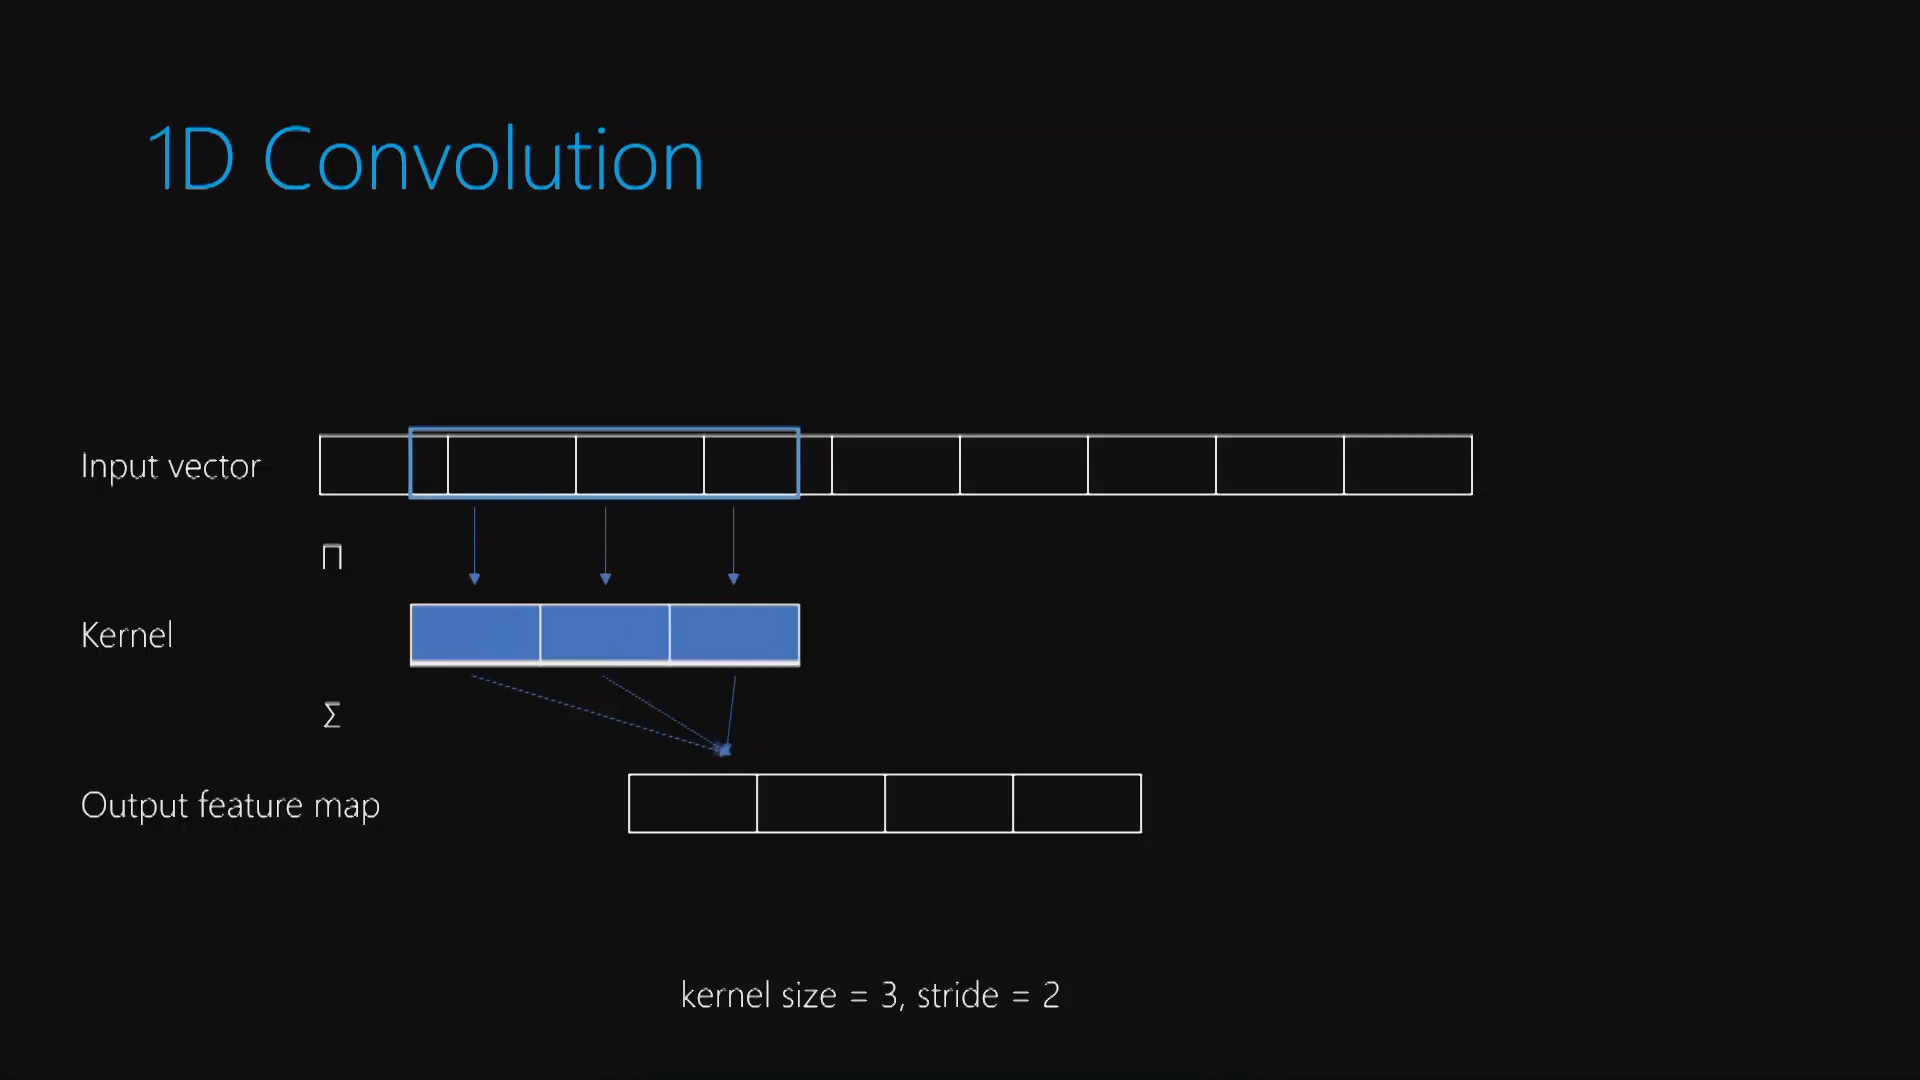 1D Convolution
Input vector
Π
Kernel
Σ
Output feature map
kernel size = 3, stride = 2